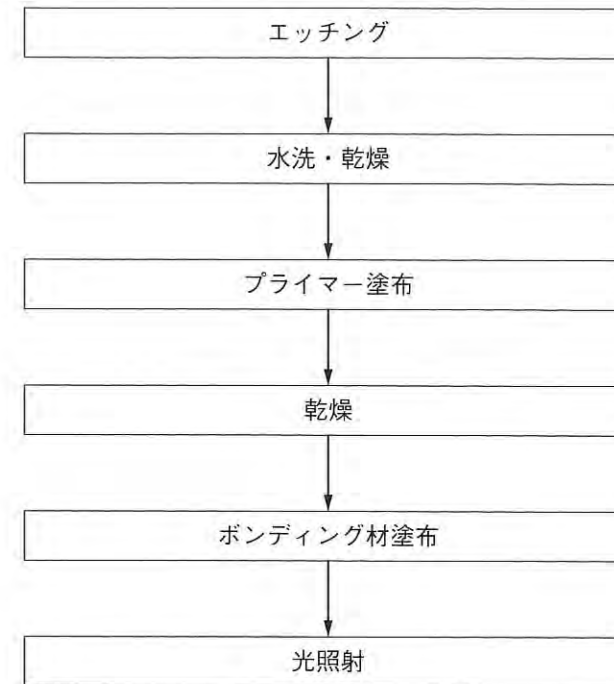 エッチング
水洗・乾燥
プライマー塗布
乾燥
ボンディング材塗布
光照射